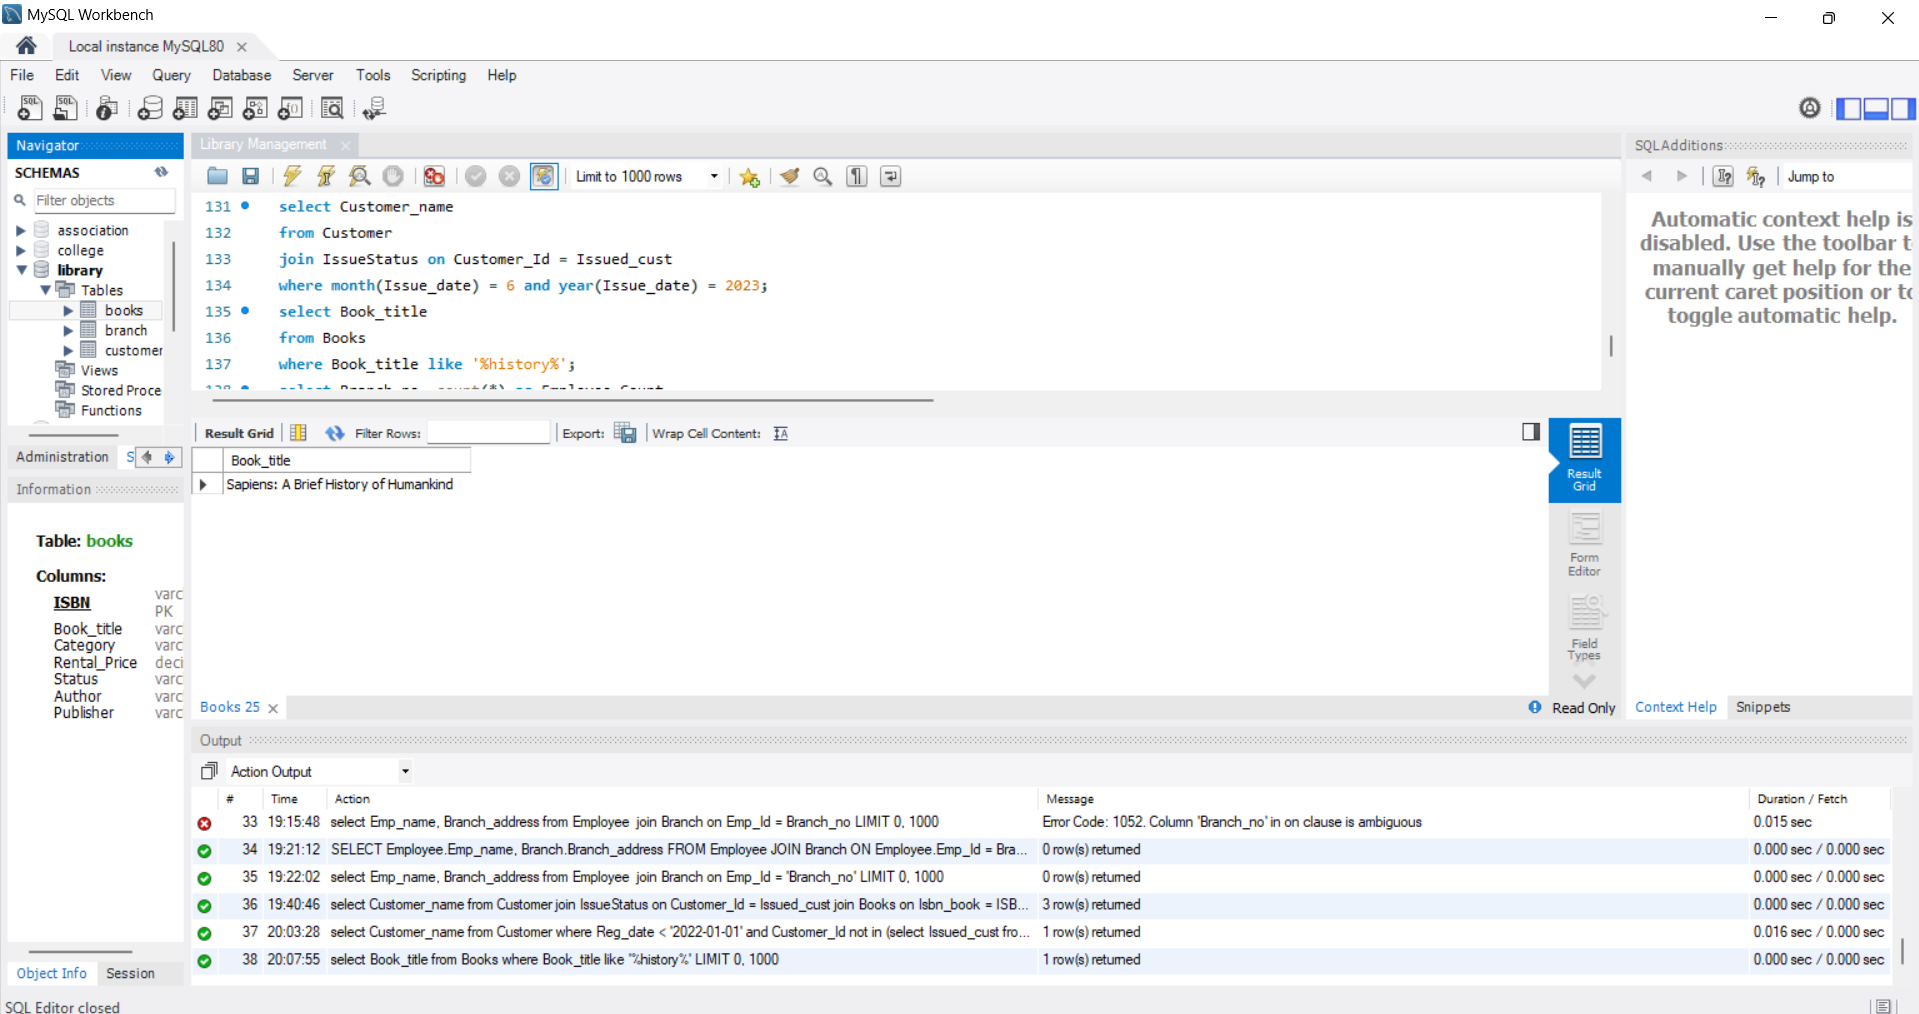 MySQL Workbench
Local instance MySQL80
File Edit View Query Database Server Tools Scripting Help
Navigator
SCHEMAS
Filter objects
association
college
library
Tables
books
branch
customer
Views
Stored Proce
Functions
Administration S
Information
Table: books
Columns:
ISBN varc
PK
Book_title varc
Category varc
Rental_Price deci
Status varc
Author varc
Publisher varc
Object Info Session
SQL Editor closed
Library Management
Limit to 1000 rows
131 select Customer_name
132 from Customer
133 join IssueStatus on Customer_Id = Issued_cust
134 where month(Issue_date) = 6 and year(Issue_date) = 2023;
135 select Book_title
136 from Books
137 where Book_title like '%history%';
138 select Branch_no, count(*) as Employee_Count
Result Grid Filter Rows: Export: Wrap Cell Content:
Book_title
Sapiens: A Brief History of Humankind
Result
Grid
Form
Editor
Field
Types
Books 25
Read Only
SQLAdditions
Jump to
Automatic context help is
disabled. Use the toolbar t
manually get help for the
current caret position or to
toggle automatic help.
Context Help Snippets
Output
Action Output
# Time Action Message Duration / Fetch
33 19:15:48 select Emp_name, Branch_address from Employee join Branch on Emp_Id = Branch_no LIMIT 0, 1000 Error Code: 1052. Column 'Branch_no' in on clause is ambiguous 0.015 sec
34 19:21:12 SELECT Employee.Emp_name, Branch.Branch_address FROM Employee JOIN Branch ON Employee.Emp_Id = Bra... 0 row(s) returned 0.000 sec / 0.000 sec
35 19:22:02 select Emp_name, Branch_address from Employee join Branch on Emp_Id = 'Branch_no' LIMIT 0, 1000 0 row(s) returned 0.000 sec / 0.000 sec
36 19:40:46 select Customer_name from Customer join IssueStatus on Customer_Id = Issued_cust join Books on Isbn_book = ISB... 3 row(s) returned 0.000 sec / 0.000 sec
37 20:03:28 select Customer_name from Customer where Reg_date < '2022-01-01' and Customer_Id not in (select Issued_cust fro... 1 row(s) returned 0.016 sec / 0.000 sec
38 20:07:55 select Book_title from Books where Book_title like '%history%' LIMIT 0, 1000 1 row(s) returned 0.000 sec / 0.000 sec